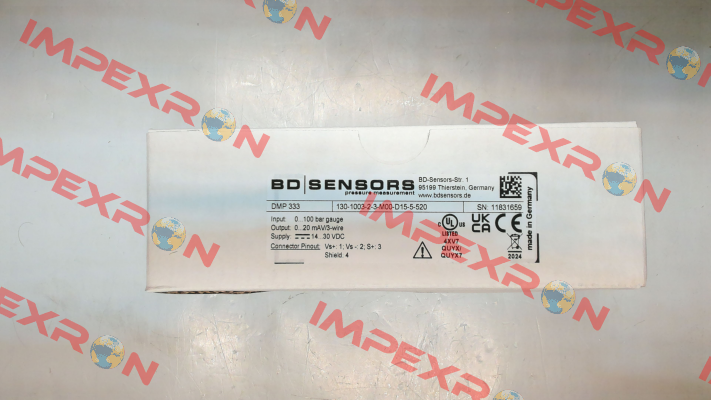 BD|SENSORS
pressure measurement
BD-Sensors-Str. 1
95199 Thierstein, Germany
www.bdsensors.de
DMP 333 130-1003-2-3-M00-D15-5-520 SN: 11831659
Input 0...100 bar gauge
Output: 0...20 mA/3-wire
Supply 14...30 VDC
Connector Pinout: Vs+: 1; Vs-: 2; S+: 3
Shield: 4
c UL us
LISTED
4XV7
QUYX
QUYX7
UK
CA
CE
2024
made in Germany
IMPEXRON
IMPEXRON
IMPEXRON
IMPEXRON
IMPEXRON
IMPEXRON
IMPEXRON